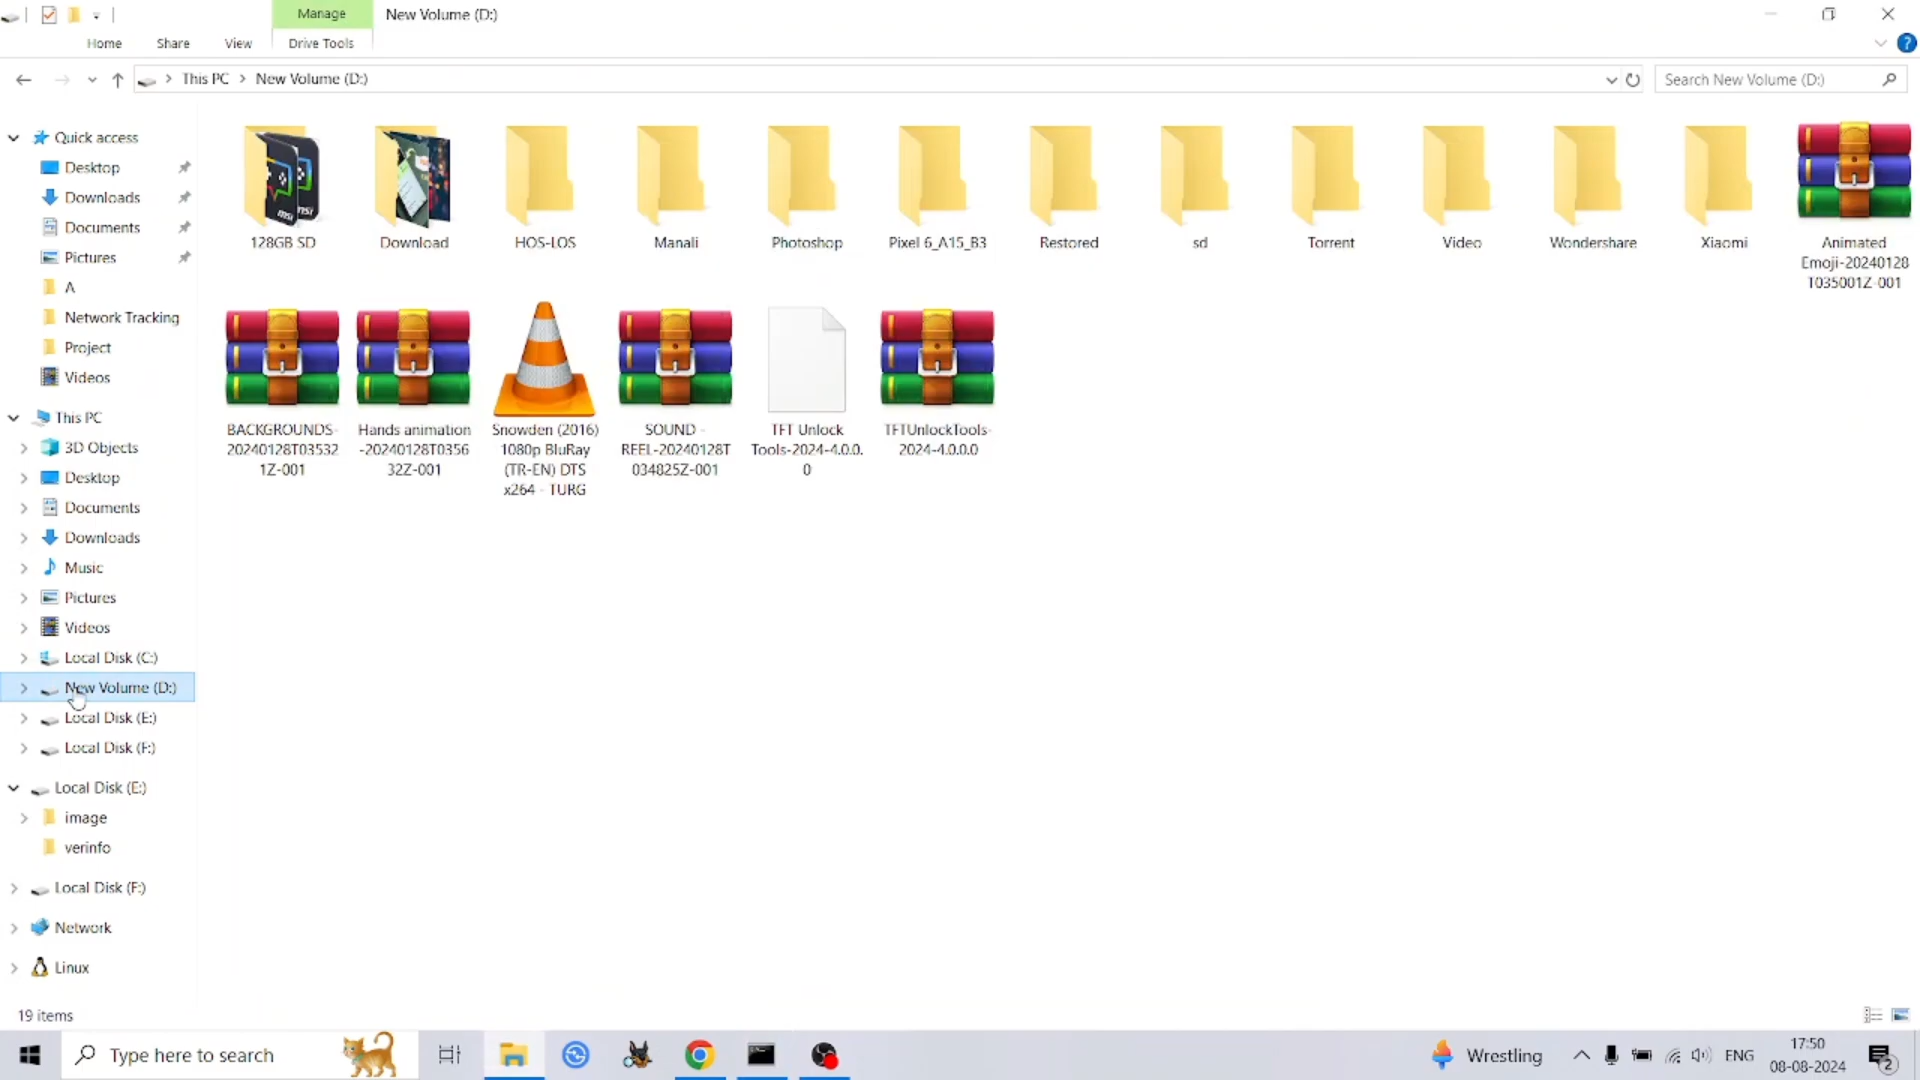 Manage
New Volume (D:)
Home
Share
View
Drive Tools
?
This PC
New Volume (D:)
Search New Volume (D:)
Quick access
Desktop
Downloads
Documents
Pictures
A
Network Tracking
Project
Videos
This PC
3D Objects
Desktop
Documents
Downloads
Music
Pictures
Videos
Local Disk (C:)
New Volume (D:)
Local Disk (E:)
Local Disk (F:)
Local Disk (E:)
image
verinfo
Local Disk (F:)
Network
Linux
msi
msi
128GB SD
Download
HOS-LOS
Manali
Photoshop
Pixel 6_A15_B3
Restored
sd
Torrent
Video
Wondershare
Xiaomi
Animated
Emoji-20240128
T035001Z-001
BACKGROUNDS-
20240128T03532
1Z-001
Hands animation
-20240128T0356
32Z-001
Snowden (2016)
1080p BluRay
(TR-EN) DTS
x264 - TURG
SOUND -
REEL-20240128T
034825Z-001
TFT Unlock
Tools-2024-4.0.0.
0
TFTUnlockTools-
2024-4.0.0.0
19 items
Type here to search
Wrestling
ENG
17:50
08-08-2024
2